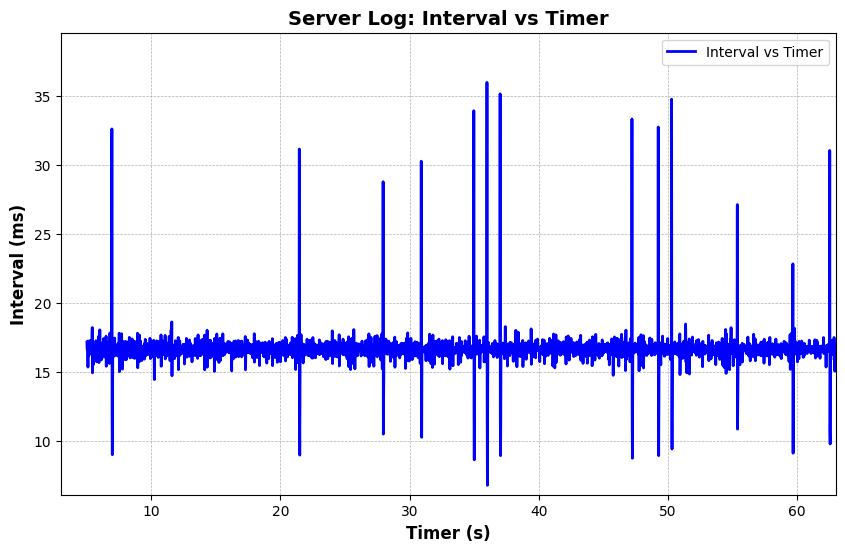 Server Log: Interval vs Timer
Interval vs Timer
Interval (ms)
35
30
25
20
15
10
10 20 30 40 50 60
Timer (s)